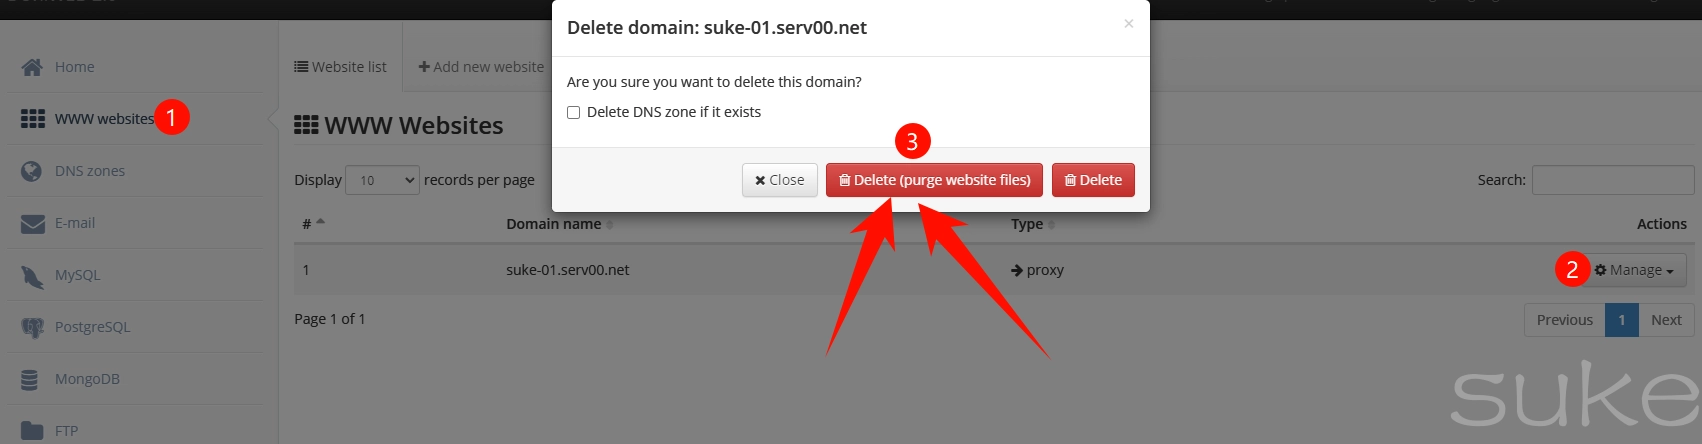 Delete domain: suke-01.serv00.net
×
Are you sure you want to delete this domain?
Delete DNS zone if it exists
3
Close
Delete (purge website files)
Delete
Home
1
WWW websites
DNS zones
E-mail
MySQL
PostgreSQL
MongoDB
FTP
Website list
Add new website
WWW Websites
Display 10 records per page
Search:
# Domain name Type Actions
1 suke-01.serv00.net proxy 2 Manage
Page 1 of 1
Previous 1 Next
suke